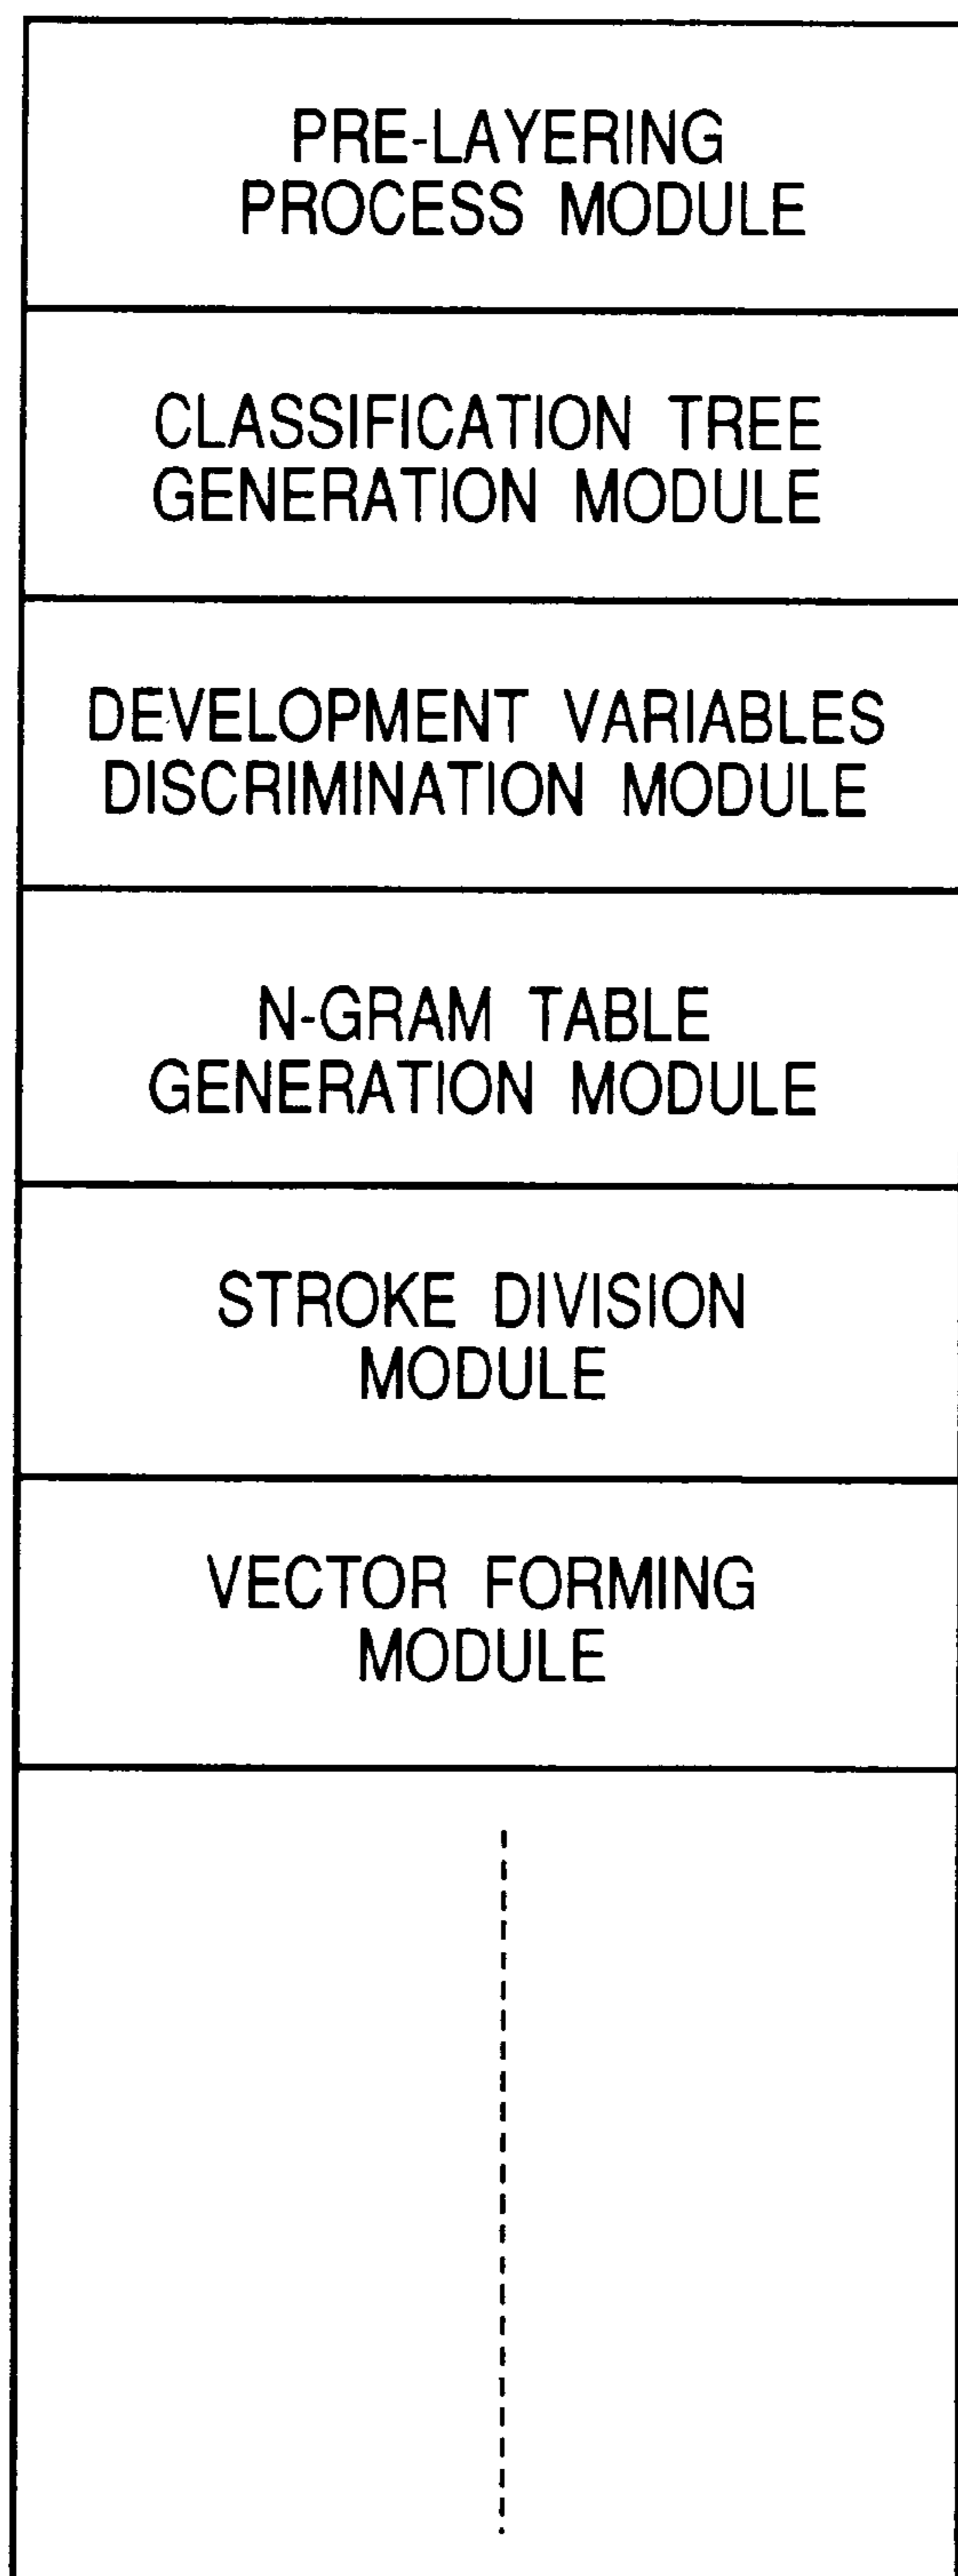 PRE-LAYERING
PROCESS MODULE
CLASSIFICATION TREE
GENERATION MODULE
DEVELOPMENT VARIABLES
DISCRIMINATION MODULE
N-GRAM TABLE
GENERATION MODULE
STROKE DIVISION
MODULE
VECTOR FORMING
MODULE